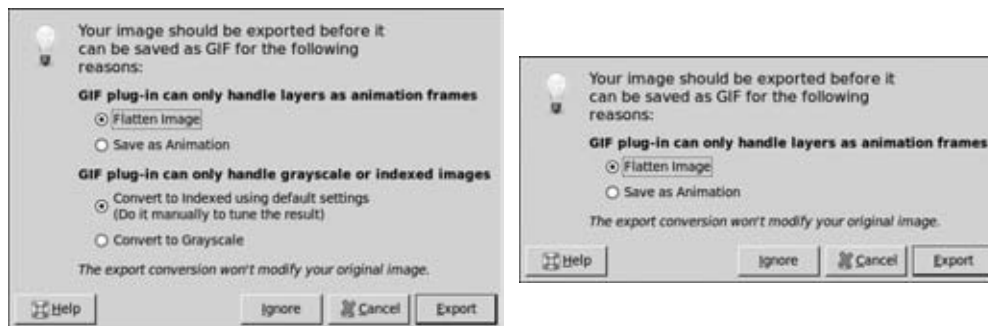 Your image should be exported before it
can be saved as GIF for the following
reasons:
GIF plug-in can only handle layers as animation frames
Flatten Image
Save as Animation
GIF plug-in can only handle grayscale or indexed images
Convert to Indexed using default settings
(Do it manually to tune the result)
Convert to Grayscale
The export conversion won't modify your original image.
Help
Ignore
Cancel
Export
Your image should be exported before it
can be saved as GIF for the following
reasons:
GIF plug-in can only handle layers as animation frames
Flatten Image
Save as Animation
The export conversion won't modify your original image.
Help
Ignore
Cancel
Export